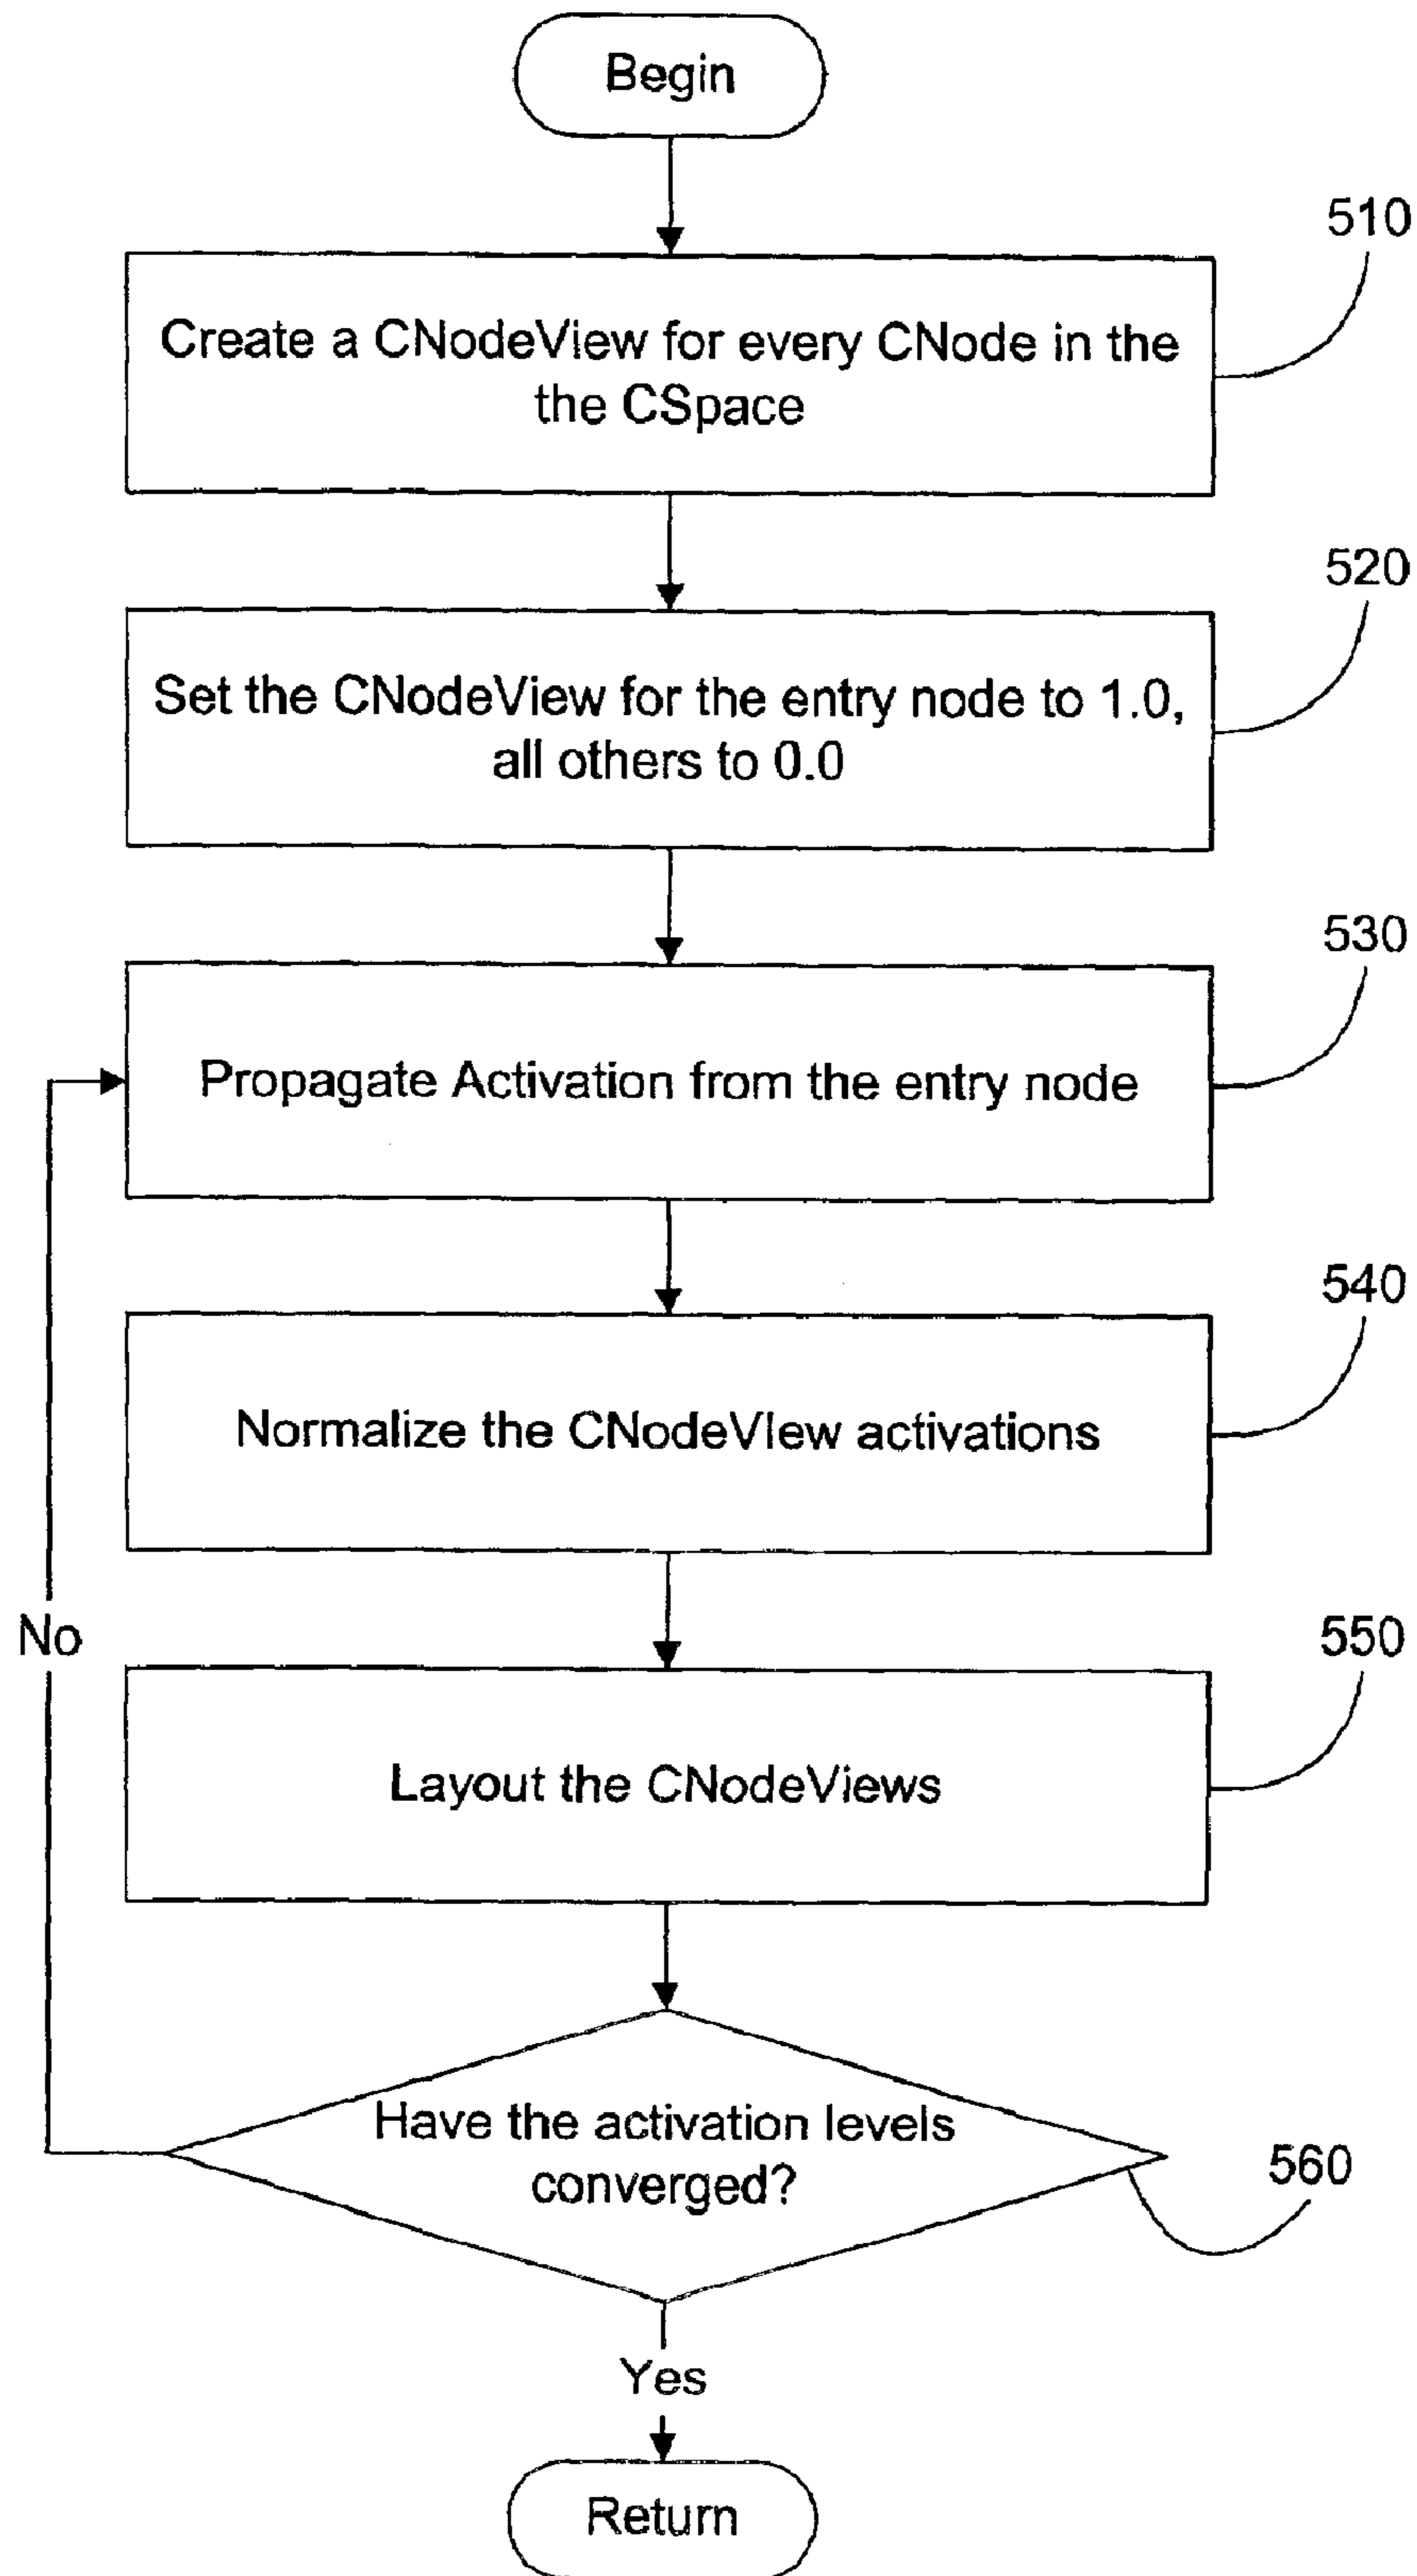 Begin
510
Create a CNodeView for every CNode in the
the CSpace
520
Set the CNodeView for the entry node to 1.0,
all others to 0.0
530
Propagate Activation from the entry node
540
Normalize the CNodeVIew activations
No
550
Layout the CNodeViews
Have the activation levels
converged?
560
Yes
Return